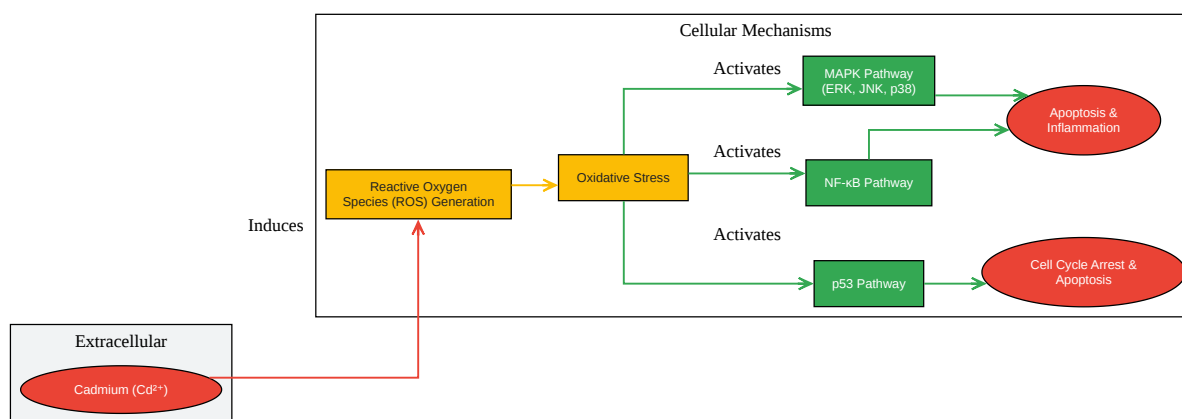 Cellular Mechanisms
Activates
MAPK Pathway
(ERK, JNK, p38)
Apoptosis &
Inflammation
Activates
Oxidative Stress
NF-κB Pathway
Reactive Oxygen
Species (ROS) Generation
Induces
Activates
Cell Cycle Arrest &
Apoptosis
p53 Pathway
Extracellular
Cadmium (Cd²⁺)